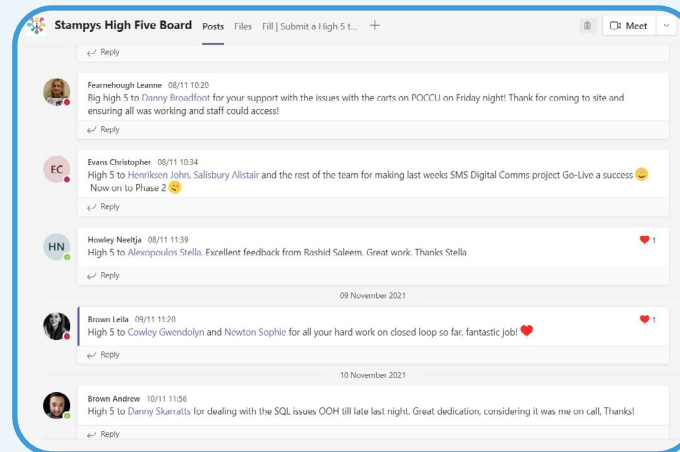 Stampys High Five Board Posts Files Fill | Submit a High 5 t... Meet
Reply
Fearnehough Leanne 08/11 10:20
Big high 5 to Danny Broadfoot for your support with the issues with the carts on POCCU on Friday night! Thank for coming to site and
ensuring all was working and staff could access!
Reply
EC
Evans Christopher 08/11 10:34
High 5 to Henriksen John, Salisbury Alistair and the rest of the team for making last weeks SMS Digital Comms project Go-Live a success
Now on to Phase 2
Reply
HN
Howley Neeltja 08/11 11:39 1
High 5 to Alexopoulos Stella. Excellent feedback from Rashid Saleem. Great work. Thanks Stella
Reply
09 November 2021
Brown Leila 09/11 11:20 1
High 5 to Cowley Gwendolyn and Newton Sophie for all your hard work on closed loop so far, fantastic job!
Reply
10 November 2021
Brown Andrew 10/11 11:56
High 5 to Danny Skarratts for dealing with the SQL issues OOH till late last night. Great dedication, considering it was me on call, Thanks!
Reply